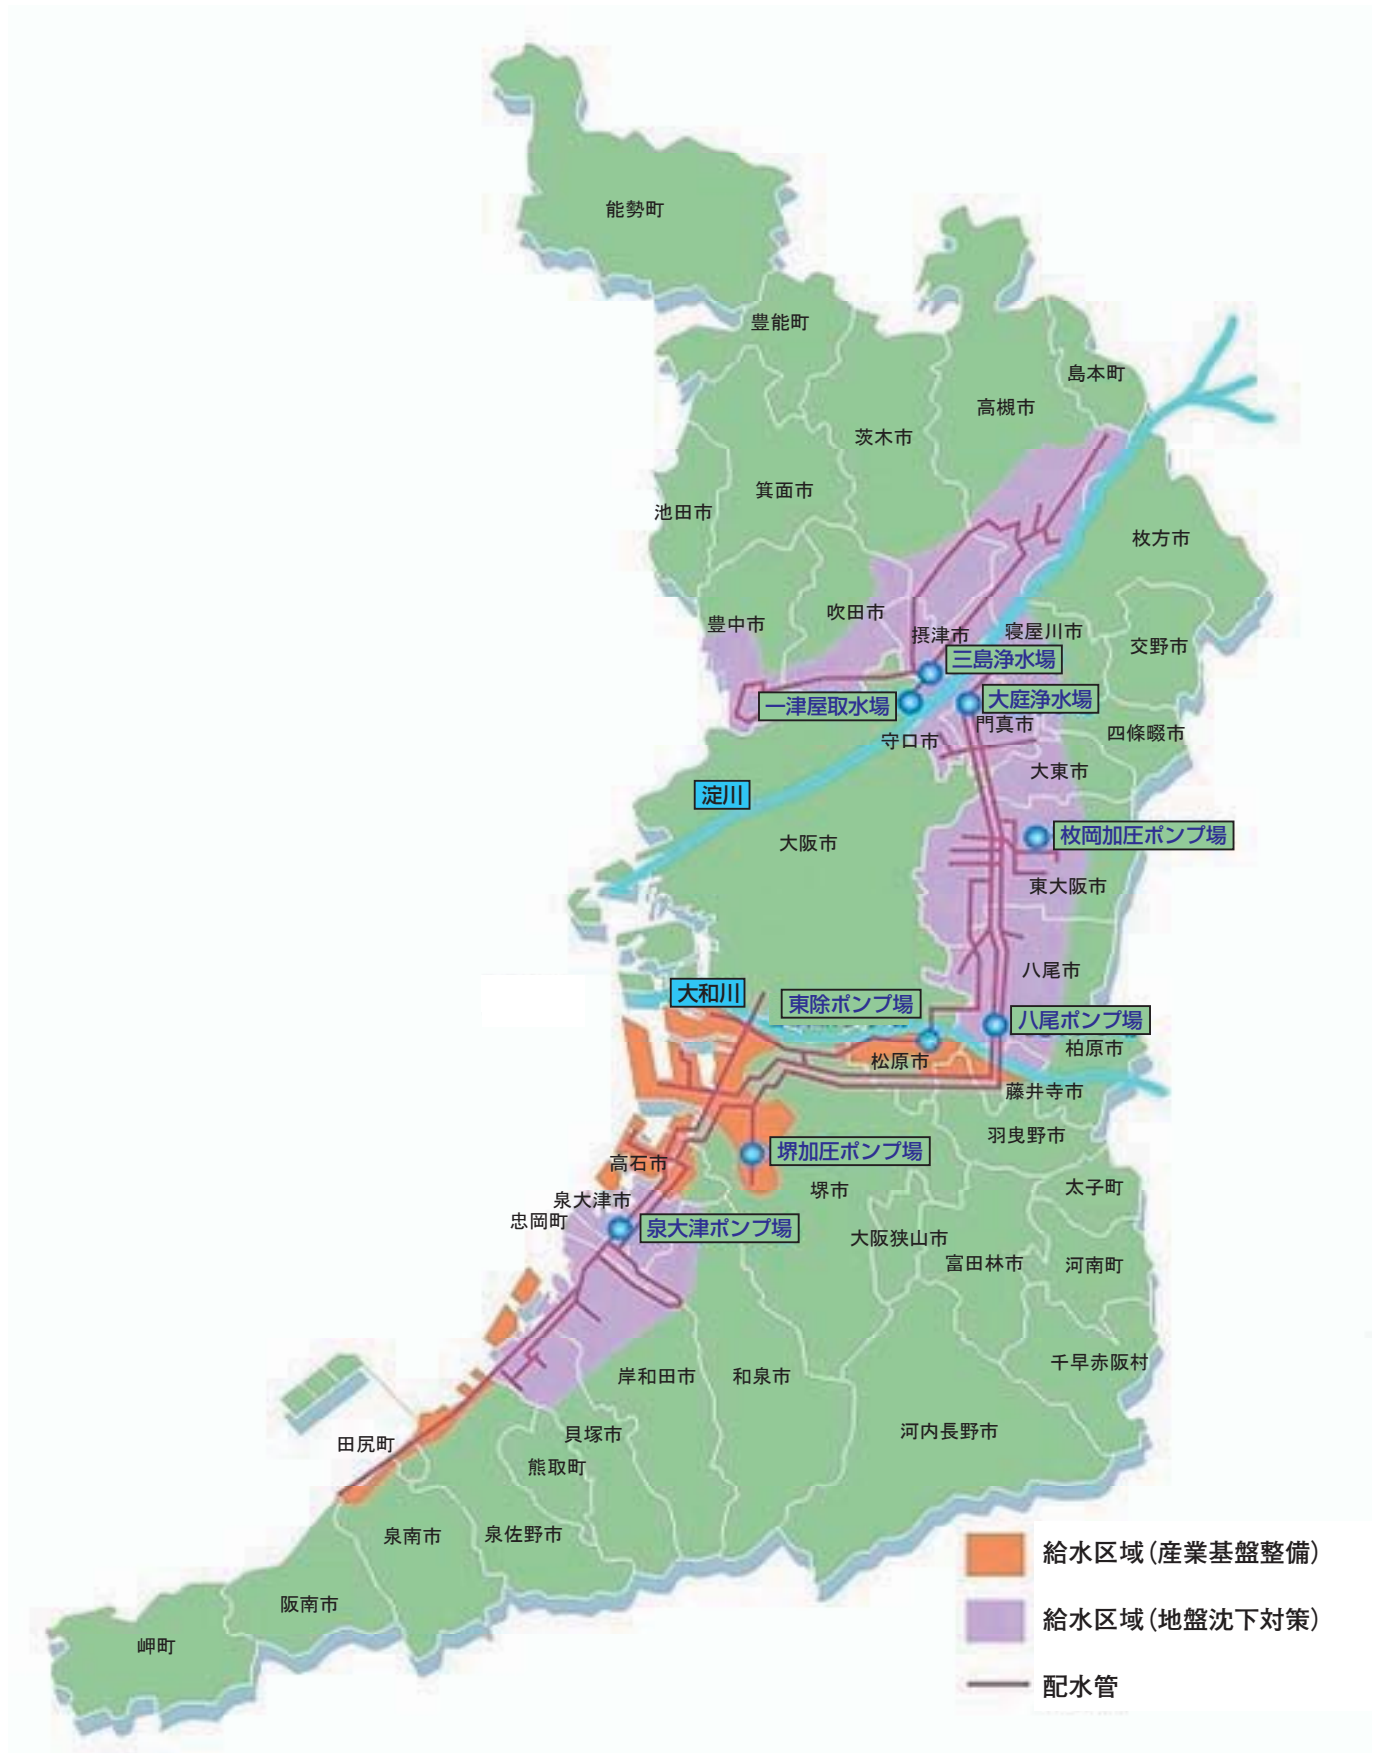 能勢町
豊能町
島本町
高槻市
茨木市
箕面市
池田市
枚方市
吹田市
豊中市
摂津市
寝屋川市
交野市
三島浄水場
一津屋取水場
大庭浄水場
門真市
四條畷市
守口市
大東市
淀川
大阪市
枚岡加圧ポンプ場
東大阪市
八尾市
大和川
東除ポンプ場
八尾ポンプ場
柏原市
松原市
藤井寺市
羽曳野市
堺加圧ポンプ場
高石市
太子町
堺市
泉大津市
忠岡町
泉大津ポンプ場
大阪狭山市
富田林市
河南町
千早赤阪村
岸和田市
和泉市
河内長野市
貝塚市
田尻町
熊取町
泉南市
泉佐野市
阪南市
岬町
給水区域(産業基盤整備)
給水区域(地盤沈下対策)
配水管